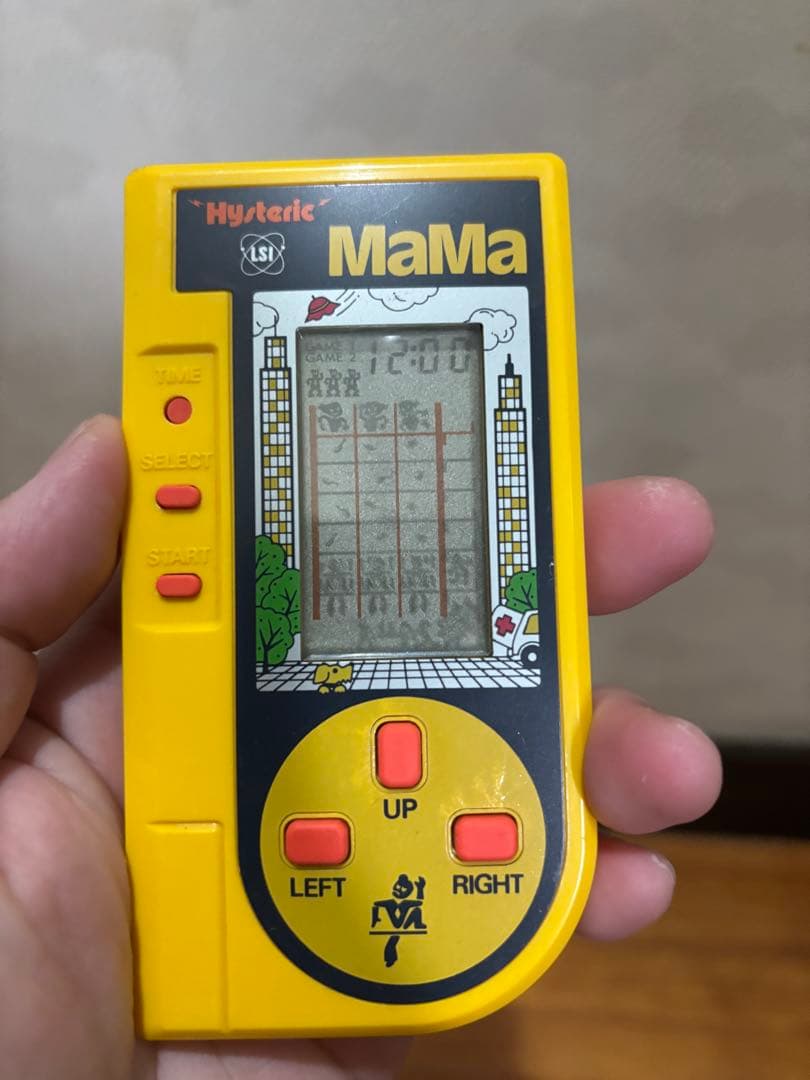 Hysteric
LSI
MaMa
GAME 1
GAME 2
12:00
TIME
SELECT
START
UP
LEFT
RIGHT